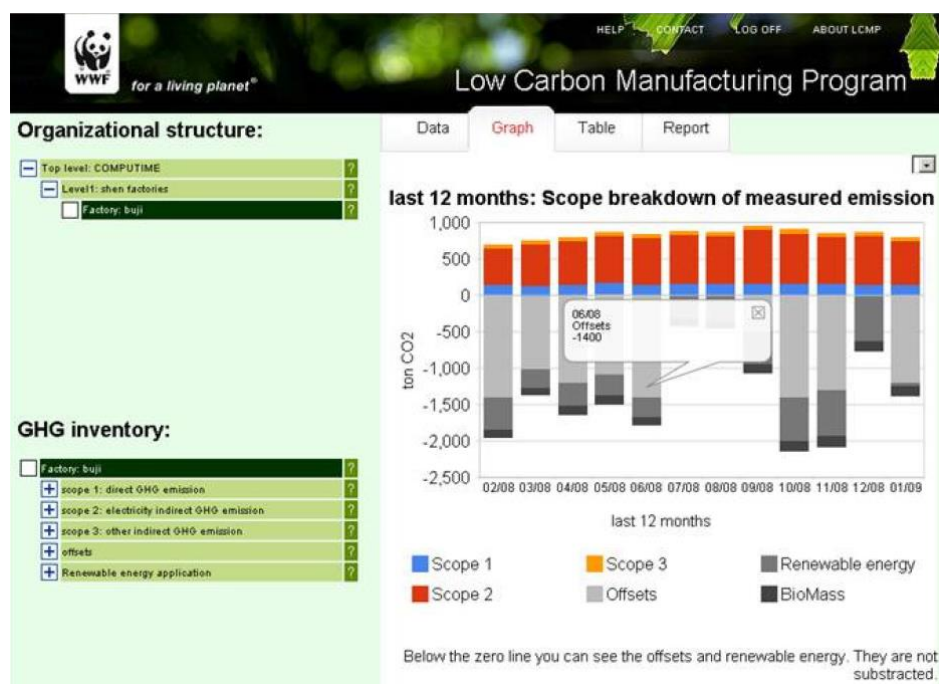 HELP CONTACT LOG OFF ABOUT LCMP
WWF
for a living planet®
Low Carbon Manufacturing Program
Organizational structure:
Top level: COMPUTIME ?
Level1: shen factories ?
Factory: buji ?
GHG inventory:
Factory: buji ?
scope 1: direct GHG emission ?
scope 2: electricity indirect GHG emission ?
scope 3: other indirect GHG emission ?
offsets ?
Renewable energy application ?
Data Graph Table Report
last 12 months: Scope breakdown of measured emission
ton CO2
1,000
500
0
-500
-1,000
-1,500
-2,000
-2,500
06/08
Offsets
-1400
02/08 03/08 04/08 05/08 06/08 07/08 08/08 09/08 10/08 11/08 12/08 01/09
last 12 months
Scope 1 Scope 3 Renewable energy
Scope 2 Offsets BioMass
Below the zero line you can see the offsets and renewable energy. They are not
substracted.